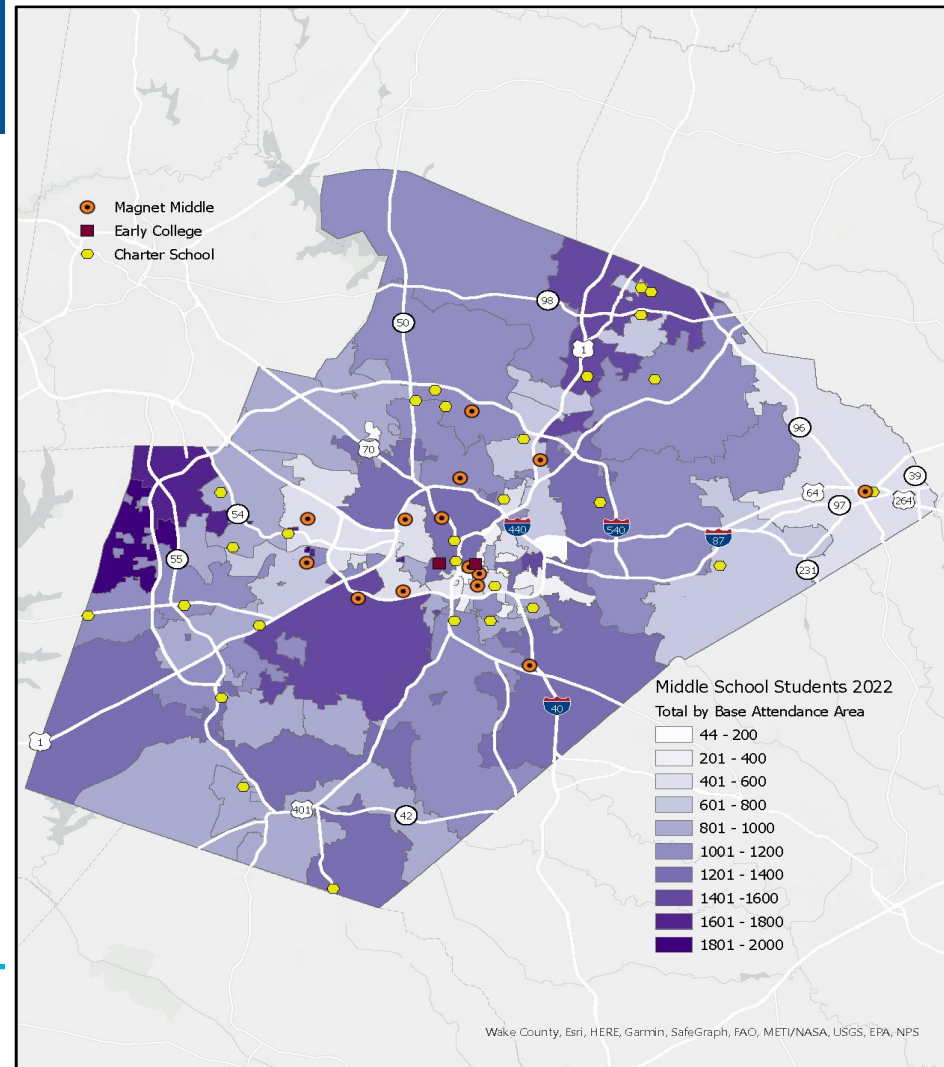 Magnet Middle
Early College
Charter School
98
50
1
96
70
39
64
97
264
54
440
540
87
55
231
40
1
401
42
Middle School Students 2022
Total by Base Attendance Area
44 - 200
201 - 400
401 - 600
601 - 800
801 - 1000
1001 - 1200
1201 - 1400
1401 -1600
1601 - 1800
1801 - 2000
Wake County, Esri, HERE, Garmin, SafeGraph, FAO, METI/NASA, USGS, EPA, NPS